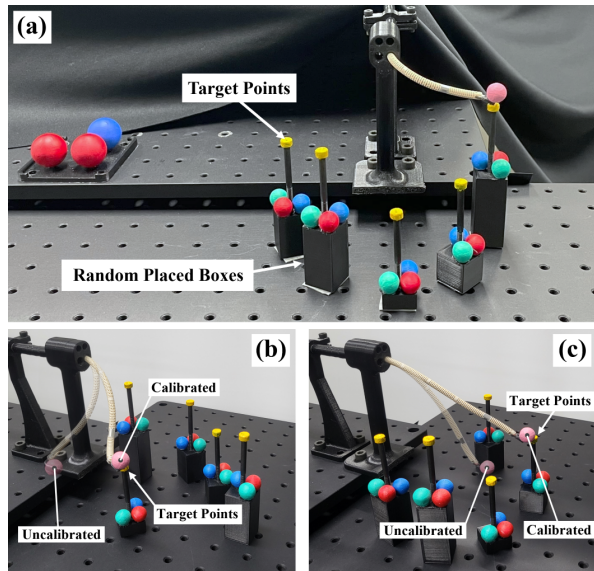 (a)
Target Points
Random Placed Boxes
(b)
Calibrated
Target Points
Uncalibrated
(c)
Target Points
Uncalibrated
Calibrated